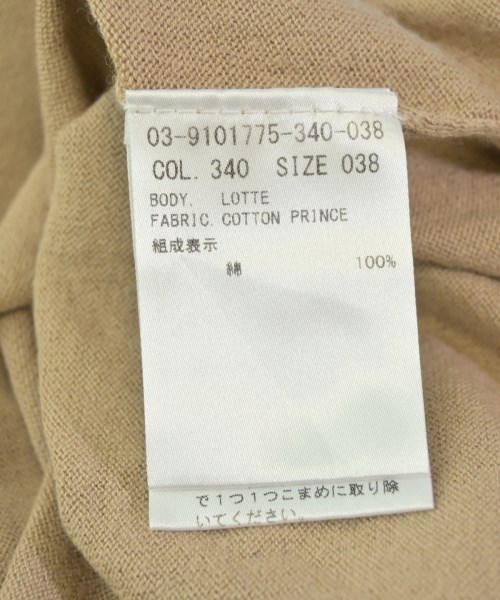 03-9101775-340-038
COL. 340 SIZE 038
BODY. LOTTE
FABRIC. COTTON PRINCE
組成表示
綿 100%
で1つ1つこまめに取り除
いてください。